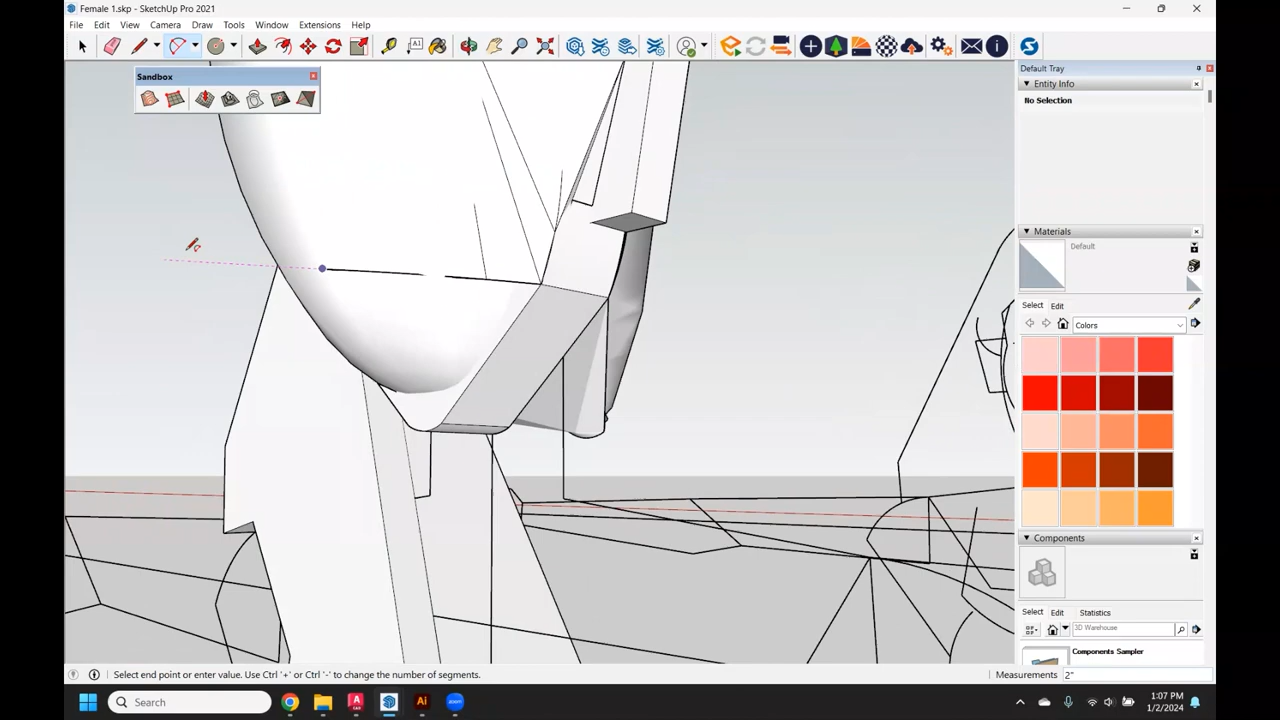 Female 1.skp - SketchUp Pro 2021
File Edit View Camera Draw Tools Window Extensions Help
Sandbox
Default Tray
Entity Info
No Selection
Materials
Default
Select Edit
Colors
Components
Select Edit Statistics
3D Warehouse
Components Sampler
Select end point or enter value. Use Ctrl '+' or Ctrl '-' to change the number of segments.
Measurements 2"
Search
1:07 PM
1/2/2024